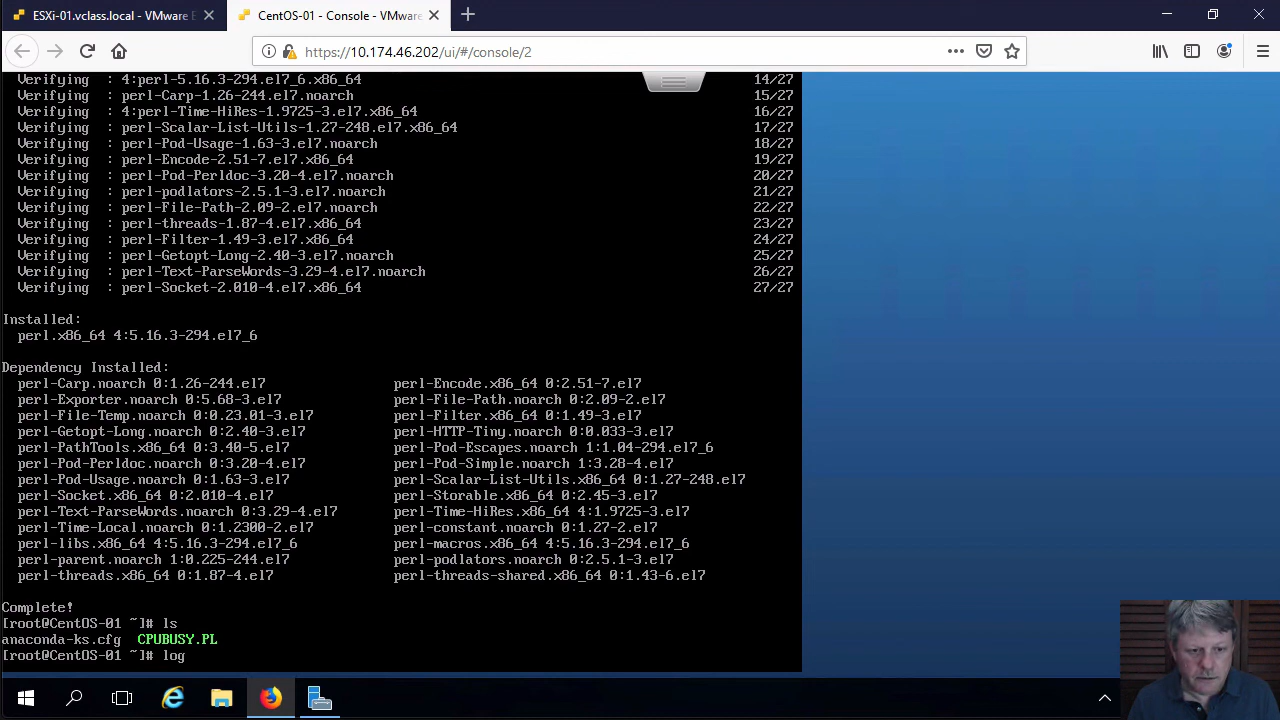 ESXi-01.vclass.local - VMware E
CentOS-01 - Console - VMware
https://10.174.46.202/ui/#/console/2
Verifying : 4:perl-5.16.3-294.el7_6.x86_64 14/27
Verifying : perl-Carp-1.26-244.el7.noarch 15/27
Verifying : 4:perl-Time-HiRes-1.9725-3.el7.x86_64 16/27
Verifying : perl-Scalar-List-Utils-1.27-248.el7.x86_64 17/27
Verifying : perl-Pod-Usage-1.63-3.el7.noarch 18/27
Verifying : perl-Encode-2.51-7.el7.x86_64 19/27
Verifying : perl-Pod-Perldoc-3.20-4.el7.noarch 20/27
Verifying : perl-podlators-2.5.1-3.el7.noarch 21/27
Verifying : perl-File-Path-2.09-2.el7.noarch 22/27
Verifying : perl-threads-1.87-4.el7.x86_64 23/27
Verifying : perl-Filter-1.49-3.el7.x86_64 24/27
Verifying : perl-Getopt-Long-2.40-3.el7.noarch 25/27
Verifying : perl-Text-ParseWords-3.29-4.el7.noarch 26/27
Verifying : perl-Socket-2.010-4.el7.x86_64 27/27
Installed:
perl.x86_64 4:5.16.3-294.el7_6
Dependency Installed:
perl-Carp.noarch 0:1.26-244.el7 perl-Encode.x86_64 0:2.51-7.el7
perl-Exporter.noarch 0:5.68-3.el7 perl-File-Path.noarch 0:2.09-2.el7
perl-File-Temp.noarch 0:0.23.01-3.el7 perl-Filter.x86_64 0:1.49-3.el7
perl-Getopt-Long.noarch 0:2.40-3.el7 perl-HTTP-Tiny.noarch 0:0.033-3.el7
perl-PathTools.x86_64 0:3.40-5.el7 perl-Pod-Escapes.noarch 1:1.04-294.el7_6
perl-Pod-Perldoc.noarch 0:3.20-4.el7 perl-Pod-Simple.noarch 1:3.28-4.el7
perl-Pod-Usage.noarch 0:1.63-3.el7 perl-Scalar-List-Utils.x86_64 0:1.27-248.el7
perl-Socket.x86_64 0:2.010-4.el7 perl-Storable.x86_64 0:2.45-3.el7
perl-Text-ParseWords.noarch 0:3.29-4.el7 perl-Time-HiRes.x86_64 4:1.9725-3.el7
perl-Time-Local.noarch 0:1.2300-2.el7 perl-constant.noarch 0:1.27-2.el7
perl-libs.x86_64 4:5.16.3-294.el7_6 perl-macros.x86_64 4:5.16.3-294.el7_6
perl-parent.noarch 1:0.225-244.el7 perl-podlators.noarch 0:2.5.1-3.el7
perl-threads.x86_64 0:1.87-4.el7 perl-threads-shared.x86_64 0:1.43-6.el7
Complete!
[root@CentOS-01 ~]# ls
anaconda-ks.cfg CPUBUSY.PL
[root@CentOS-01 ~]# log